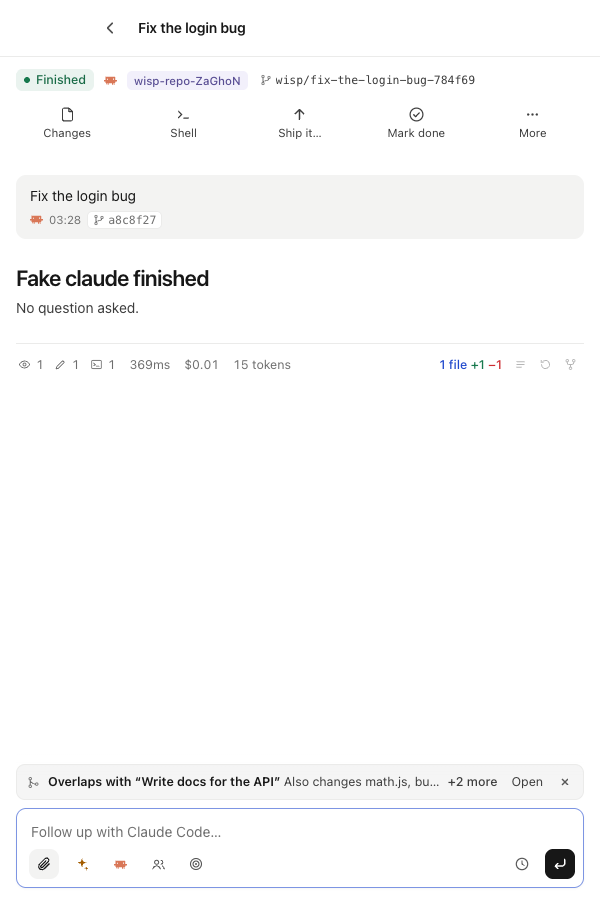 Fix the login bug
Finished
wisp-repo-ZaGhoN
wisp/fix-the-login-bug-784f69
Changes
Shell
Ship it...
Mark done
More
Fix the login bug
03:28 a8c8f27
Fake claude finished
No question asked.
1 1 1 369ms $0.01 15 tokens 1 file +1 −1
Overlaps with “Write docs for the API” Also changes math.js, bu... +2 more Open ×
Follow up with Claude Code...